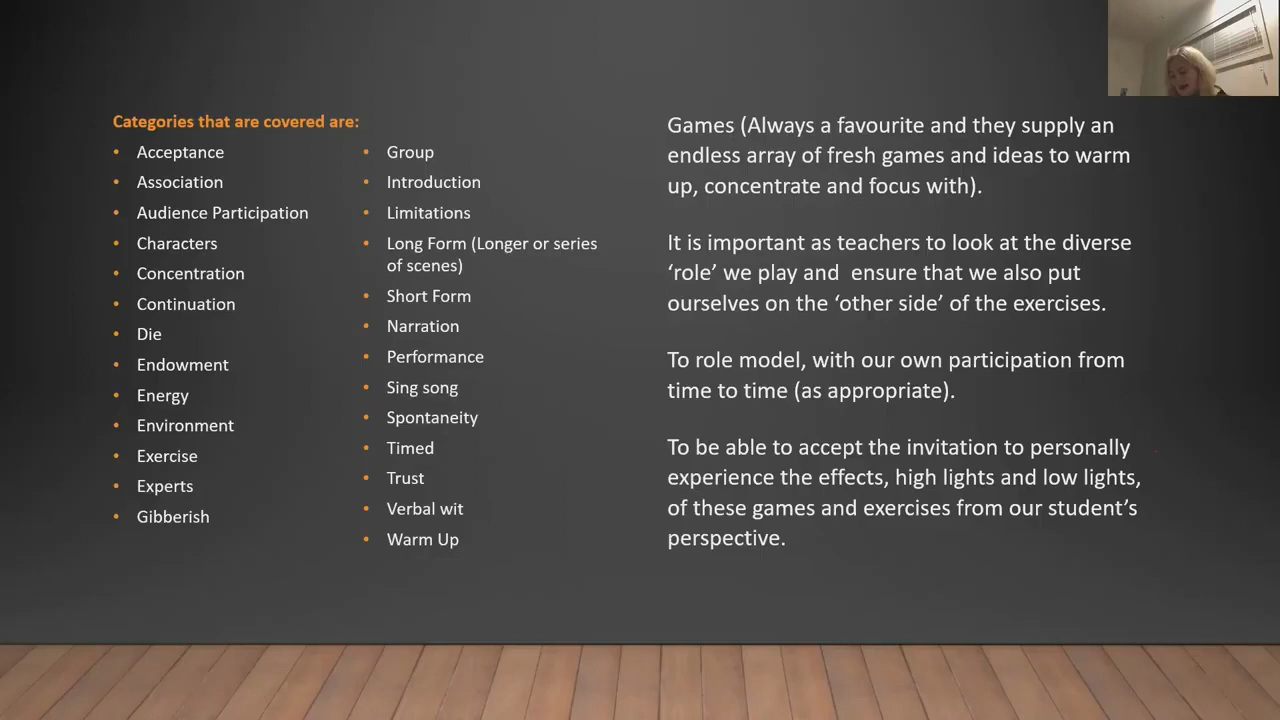 Categories that are covered are:
Acceptance
Association
Audience Participation
Characters
Concentration
Continuation
Die
Endowment
Energy
Environment
Exercise
Experts
Gibberish
Group
Introduction
Limitations
Long Form (Longer or series
of scenes)
Short Form
Narration
Performance
Sing song
Spontaneity
Timed
Trust
Verbal wit
Warm Up
Games (Always a favourite and they supply an
endless array of fresh games and ideas to warm
up, concentrate and focus with).
It is important as teachers to look at the diverse
‘role’ we play and  ensure that we also put
ourselves on the ‘other side’ of the exercises.
To role model, with our own participation from
time to time (as appropriate).
To be able to accept the invitation to personally
experience the effects, high lights and low lights,
of these games and exercises from our student’s
perspective.